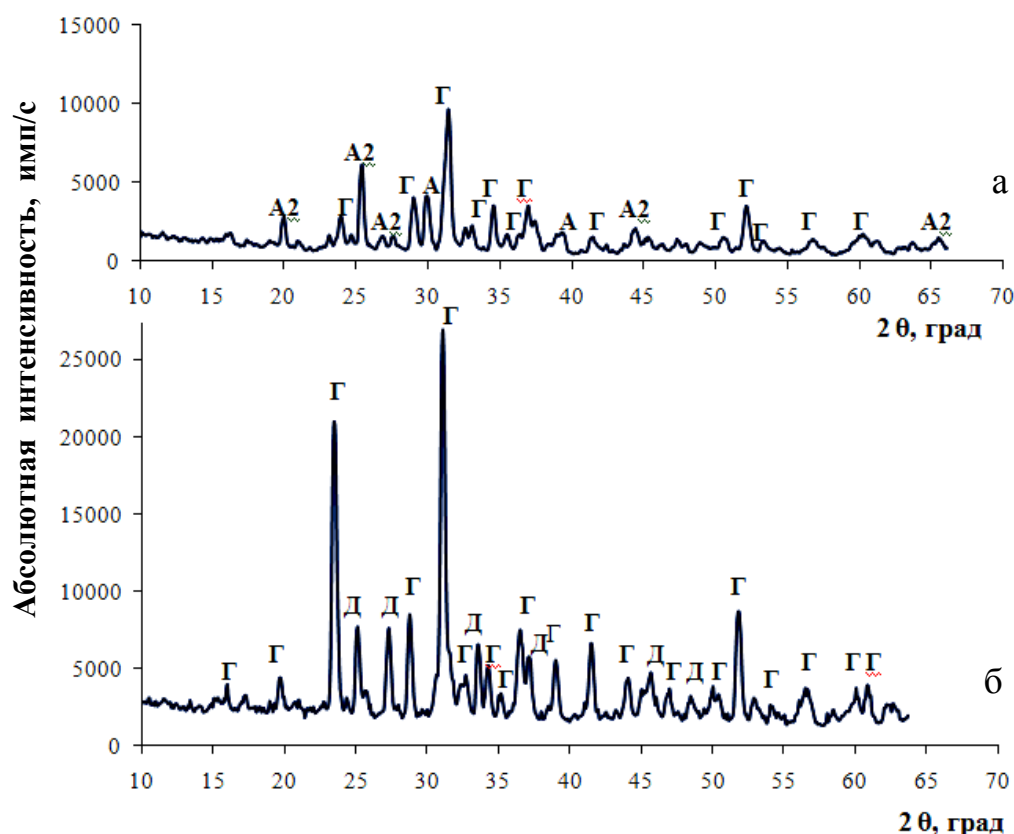 Абсолютная интенсивность, имп/с
15000
10000
5000
0
А2 Г А2 А2 Г А Г Г Г Г Г А Г А2 Г Г Г Г Г А2
а
10 15 20 25 30 35 40 45 50 55 60 65 70
2 θ, град
25000
20000
15000
10000
5000
0
Г Г Г Д Д Г Г Г Д Г Г Г Д Г Г Г Д Г Д Г Г Г Г Г Г
б
10 15 20 25 30 35 40 45 50 55 60 65 70
2 θ, град